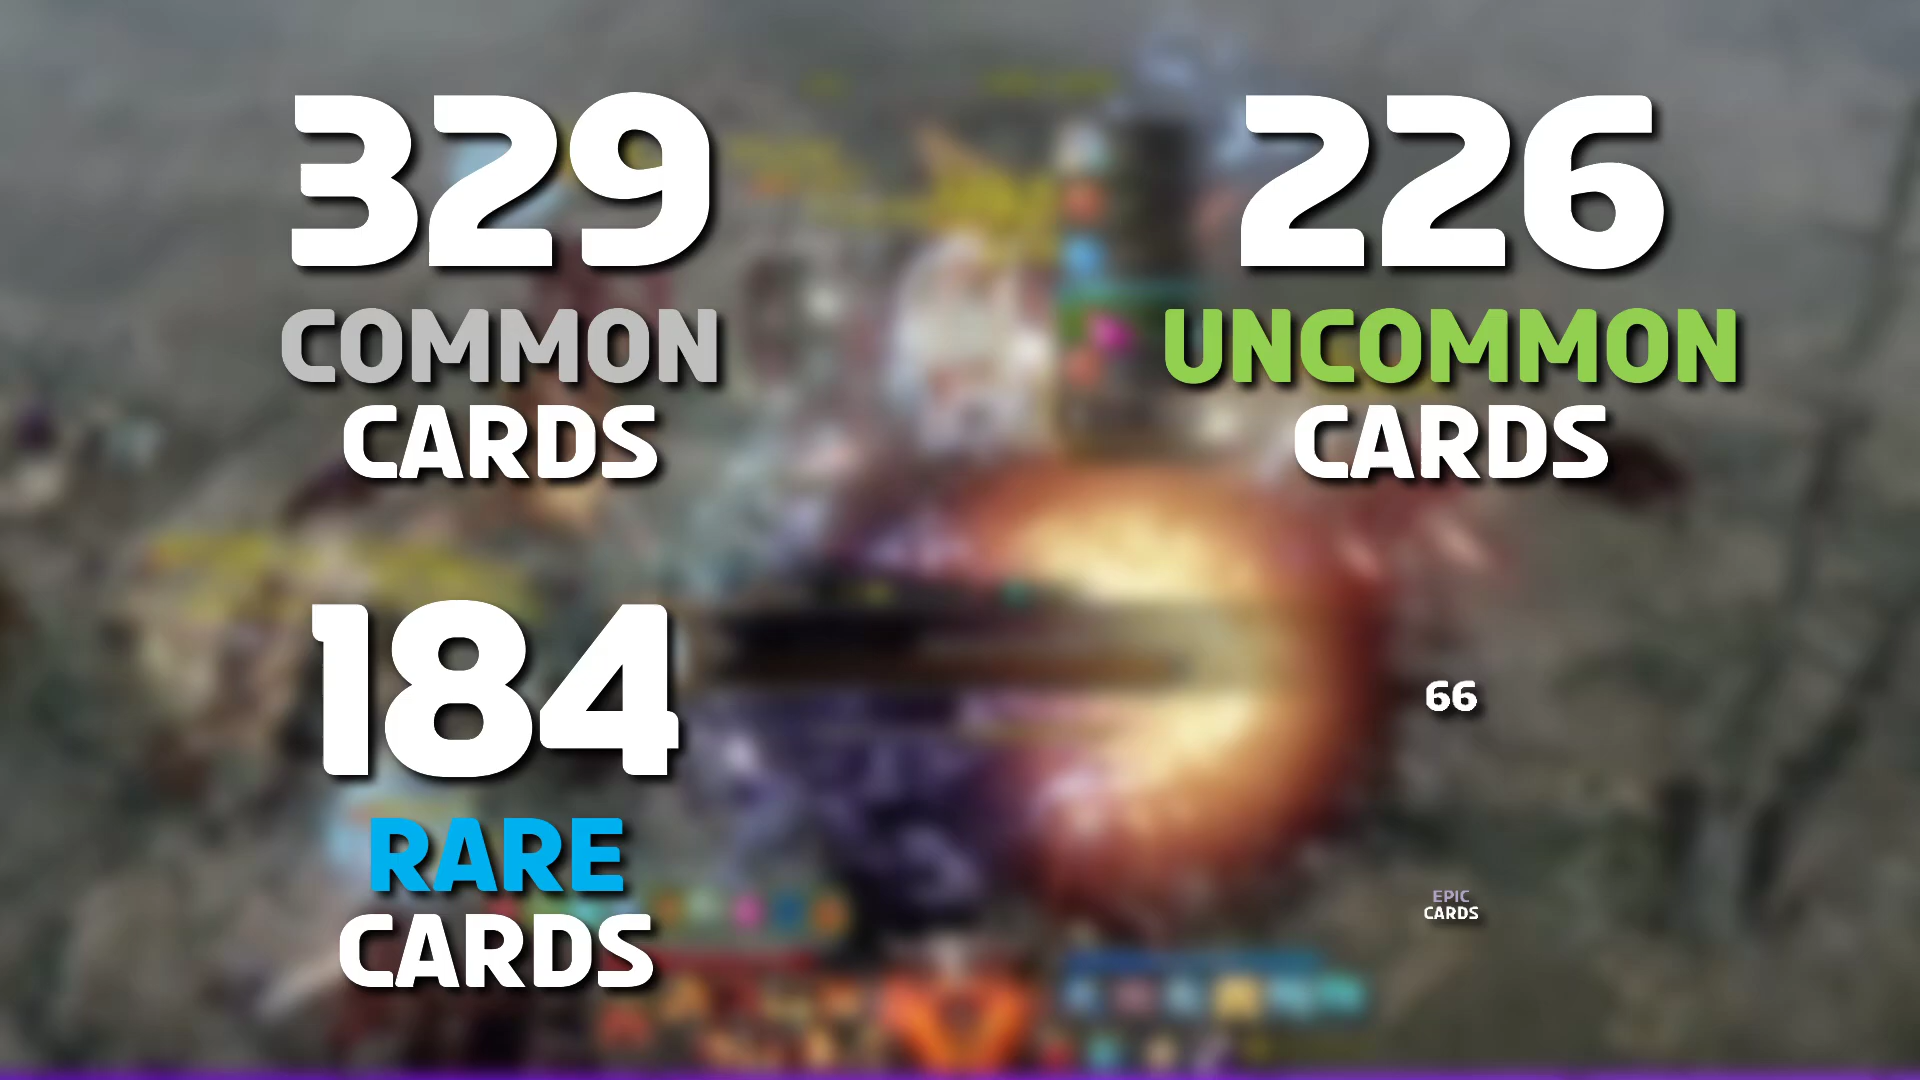 329
COMMON
CARDS
226
UNCOMMON
CARDS
184
RARE
CARDS
66
EPIC
CARDS